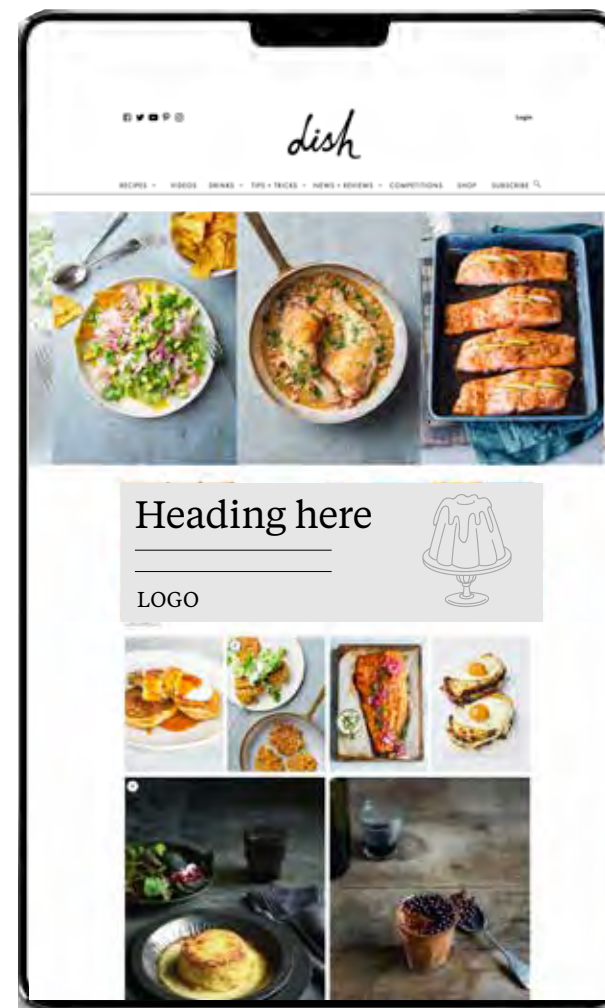 Login
dish
RECIPES VIDEOS DRINKS TIPS + TRICKS NEWS + REVIEWS COMPETITIONS SHOP SUBSCRIBE
Heading here
LOGO